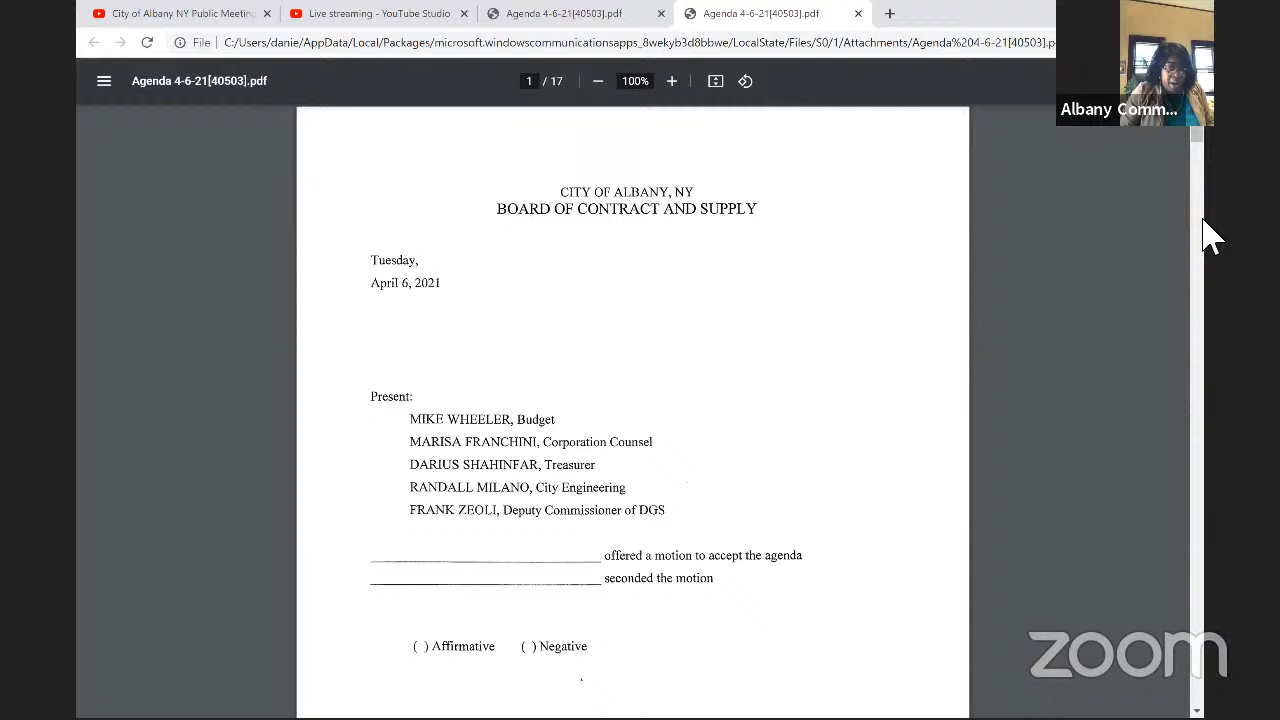 City of Albany NY Public Meeting
Live streaming - YouTube Studio
Agenda 4-6-21[40503].pdf
Agenda 4-6-21[40503].pdf
File
C:/Users/danie/AppData/Local/Packages/microsoft.windowscommunicationsapps_8wekyb3d8bbwe/LocalState/Files/S0/1/Attachments/Agenda%204-6-21[40503].p
Agenda 4-6-21[40503].pdf
1 / 17
100%
Albany Comm...
CITY OF ALBANY, NY
BOARD OF CONTRACT AND SUPPLY
Tuesday,
April 6, 2021
Present:
MIKE WHEELER, Budget
MARISA FRANCHINI, Corporation Counsel
DARIUS SHAHINFAR, Treasurer
RANDALL MILANO, City Engineering
FRANK ZEOLI, Deputy Commissioner of DGS
offered a motion to accept the agenda
seconded the motion
( ) Affirmative ( ) Negative
zoom